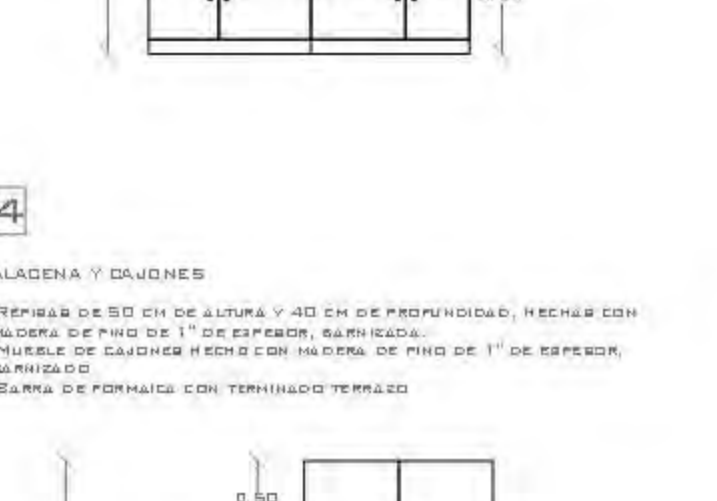 4
ALACENA Y CAJONES
REPISAS DE 50 CM DE ALTURA Y 40 CM DE PROFUNDIDAD, HECHAS CON
MADERA DE PINO DE 1" DE ESPESOR, BARNIZADA.
MUEBLE DE CAJONES HECHO CON MADERA DE PINO DE 1" DE ESPESOR,
BARNIZADO
BARRA DE FORMAICA CON TERMINADO TERRAZO
0.50